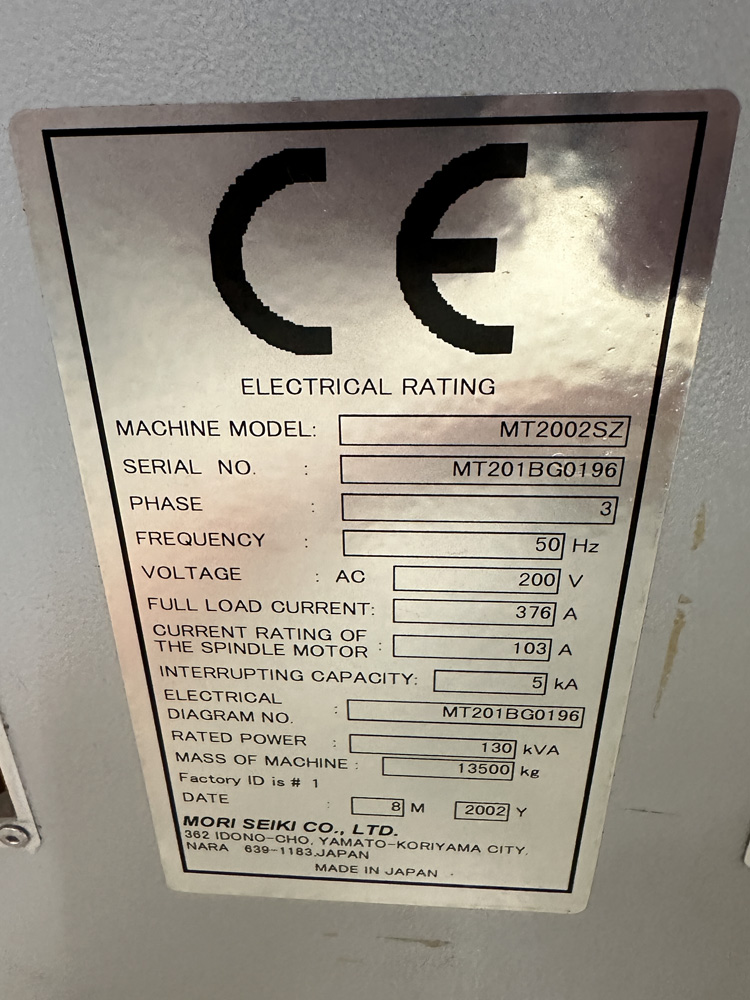 CE
ELECTRICAL RATING
MACHINE MODEL: MT2002SZ
SERIAL NO. : MT201BG0196
PHASE : 3
FREQUENCY : 50 Hz
VOLTAGE : AC 200 V
FULL LOAD CURRENT: 376 A
CURRENT RATING OF
THE SPINDLE MOTOR : 103 A
INTERRUPTING CAPACITY: 5 kA
ELECTRICAL
DIAGRAM NO. : MT201BG0196
RATED POWER : 130 kVA
MASS OF MACHINE : 13500 kg
Factory ID is # 1
DATE : 8 M 2002 Y
MORI SEIKI CO., LTD.
362 IDONO-CHO, YAMATO-KORIYAMA CITY,
NARA 639-1183,JAPAN
MADE IN JAPAN